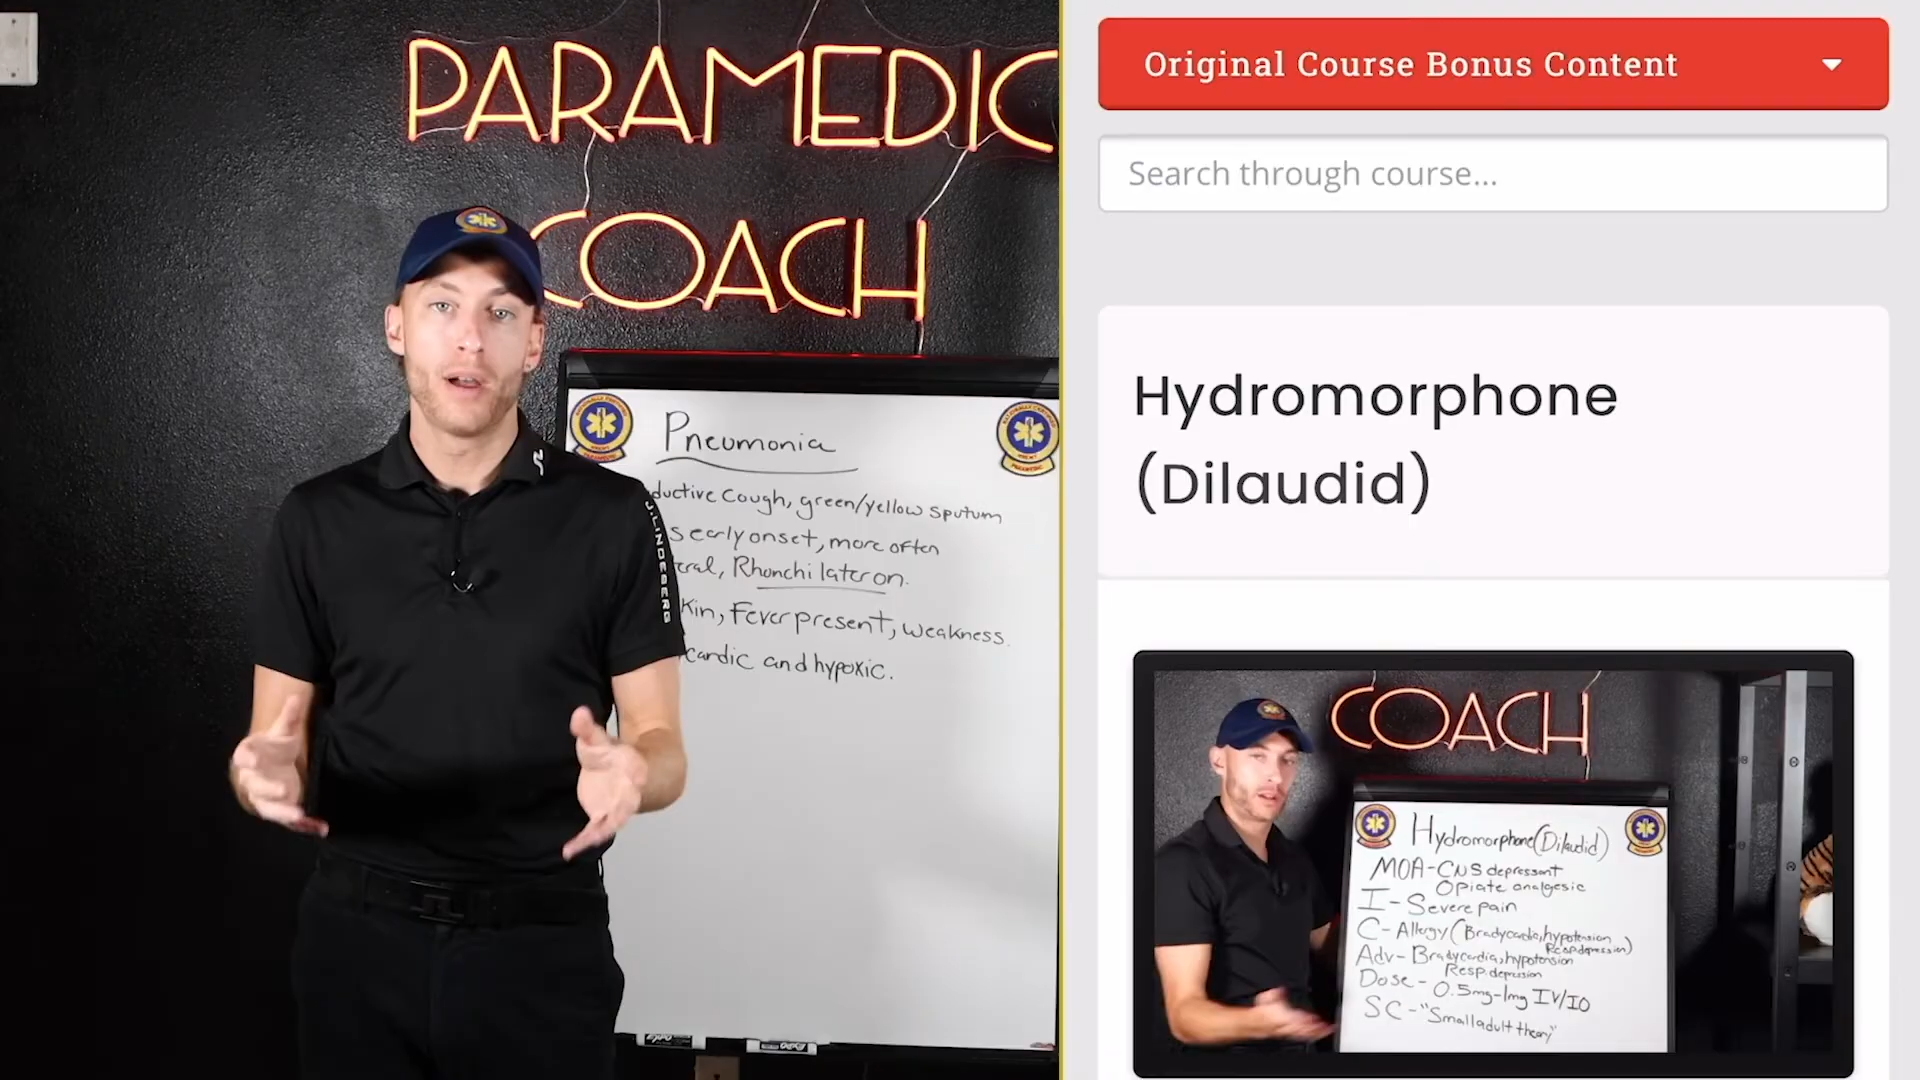 PARAMEDIC
COACH
Pneumonia
ductive Cough, green/yellow sputum
s early onset, more often
eral, Rhonchi later on.
kin, Fever present, weakness.
cardic and hypoxic.
J.LINDEBERG
EXPO
EXPO
Original Course Bonus Content
Search through course...
Hydromorphone
(Dilaudid)
COACH
Hydromorphone (Dilaudid)
MOA-CNS depressant
Opiate analgesic
I-Severe pain
C-Allergy (Bradycardia, hypotension
Resp. depression)
Adv-Bradycardia, hypotension
Resp. depression
Dose-0.5mg-1mg IV/IO
SC-"Small adult theory"